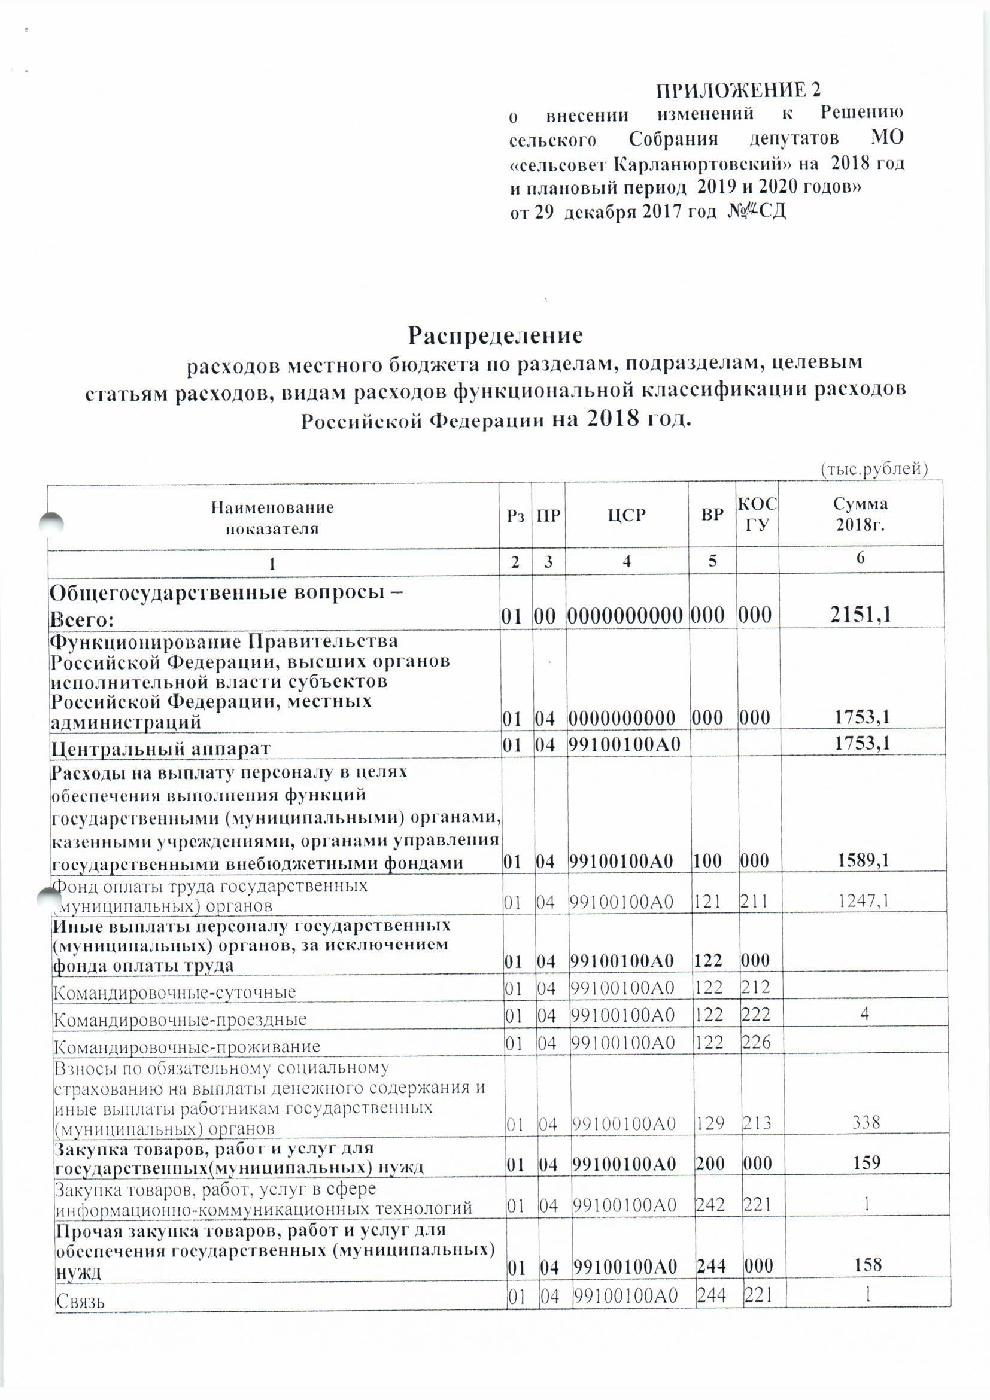 ПРИЛОЖЕНИЕ 2
о внесении изменений к Решению
сельского Собрания депутатов МО
«сельсовет Карланюртовский» на 2018 год
и плановый период 2019 и 2020 годов»
от 29 декабря 2017 год № СД
Распределение
расходов местного бюджета по разделам, подразделам, целевым
статьям расходов, видам расходов функциональной классификации расходов
Российской Федерации на 2018 год.
(тыс.рублей)
Наименование показателя Рз ПР ЦСР ВР КОС ГУ Сумма 2018г.
1 2 3 4 5 6
Общегосударственные вопросы –
Всего: 01 00 0000000000 000 000 2151,1
Функционирование Правительства
Российской Федерации, высших органов
исполнительной власти субъектов
Российской Федерации, местных
администраций 01 04 0000000000 000 000 1753,1
Центральный аппарат 01 04 99100100А0 1753,1
Расходы на выплату персоналу в целях
обеспечения выполнения функций
государственными (муниципальными) органами,
казенными учреждениями, органами управления
государственными внебюджетными фондами 01 04 99100100А0 100 000 1589,1
Фонд оплаты труда государственных
(муниципальных) органов 01 04 99100100А0 121 211 1247,1
Иные выплаты персоналу государственных
(муниципальных) органов, за исключением
фонда оплаты труда 01 04 99100100А0 122 000
Командировочные-суточные 01 04 99100100А0 122 212
Командировочные-проездные 01 04 99100100А0 122 222 4
Командировочные-проживание 01 04 99100100А0 122 226
Взносы по обязательному социальному
страхованию на выплаты денежного содержания и
иные выплаты работникам государственных
(муниципальных) органов 01 04 99100100А0 129 213 338
Закупка товаров, работ и услуг для
государственных(муниципальных) нужд 01 04 99100100А0 200 000 159
Закупка товаров, работ, услуг в сфере
информационно-коммуникационных технологий 01 04 99100100А0 242 221 1
Прочая закупка товаров, работ и услуг для
обеспечения государственных (муниципальных)
нужд 01 04 99100100А0 244 000 158
Связь 01 04 99100100А0 244 221 1